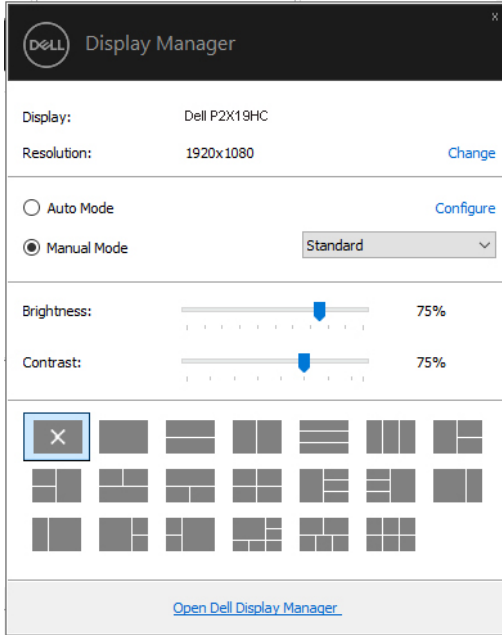 x
DELL Display Manager
Display: Dell P2X19HC
Resolution: 1920x1080 Change
Auto Mode Configure
Manual Mode Standard
Brightness: 75%
Contrast: 75%
Open Dell Display Manager